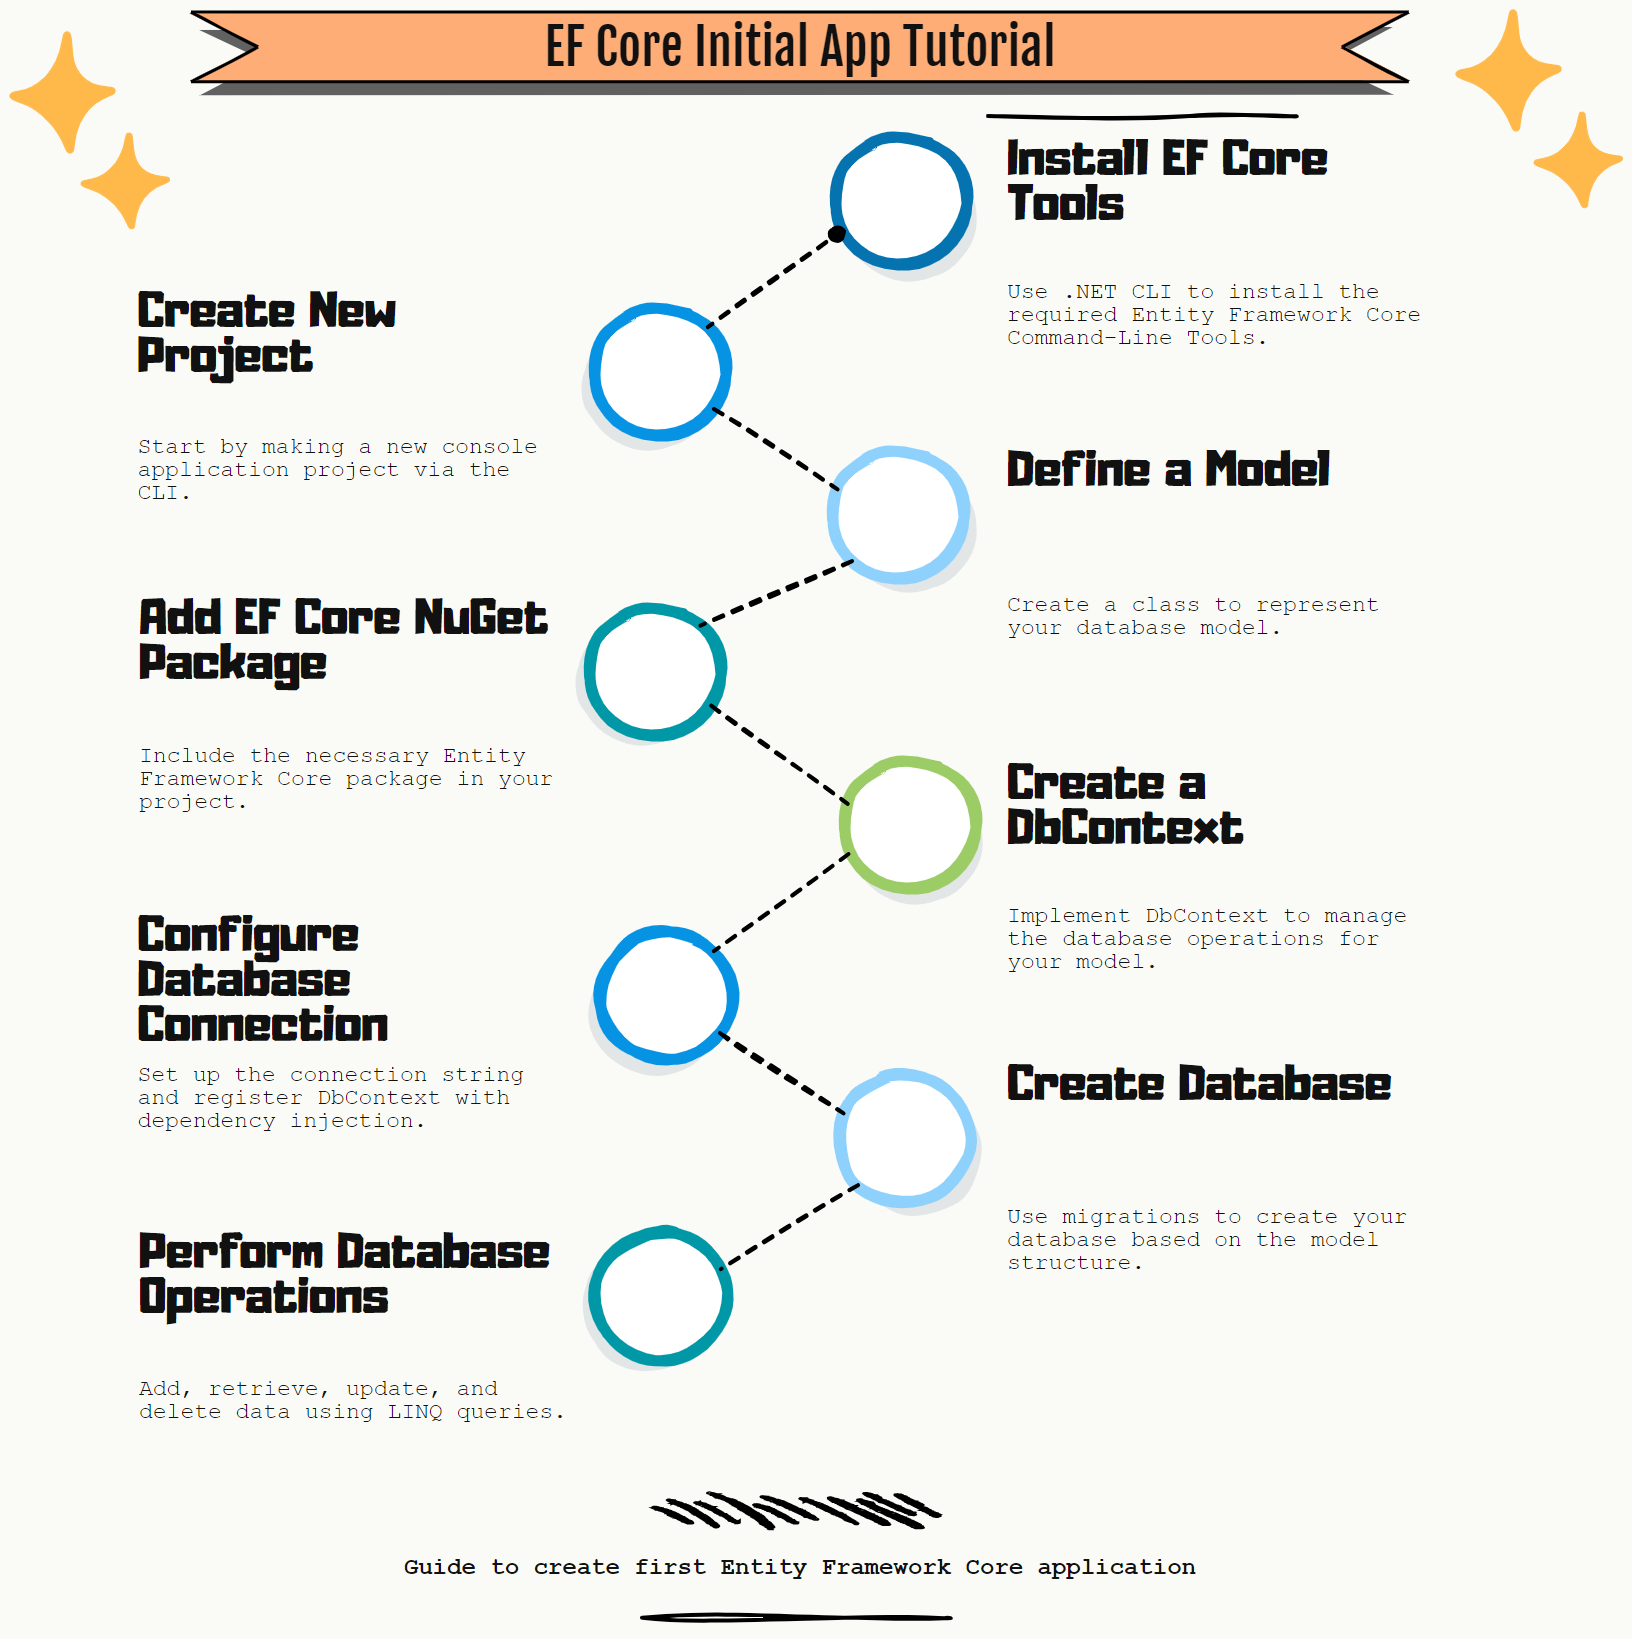 EF Core Initial App Tutorial
Install EF Core
Tools
Use .NET CLI to install the
required Entity Framework Core
Command-Line Tools.
Create New
Project
Start by making a new console
application project via the
CLI.
Define a Model
Create a class to represent
your database model.
Add EF Core NuGet
Package
Include the necessary Entity
Framework Core package in your
project.
Create a
DbContext
Implement DbContext to manage
the database operations for
your model.
Configure
Database
Connection
Set up the connection string
and register DbContext with
dependency injection.
Create Database
Use migrations to create your
database based on the model
structure.
Perform Database
Operations
Add, retrieve, update, and
delete data using LINQ queries.
Guide to create first Entity Framework Core application